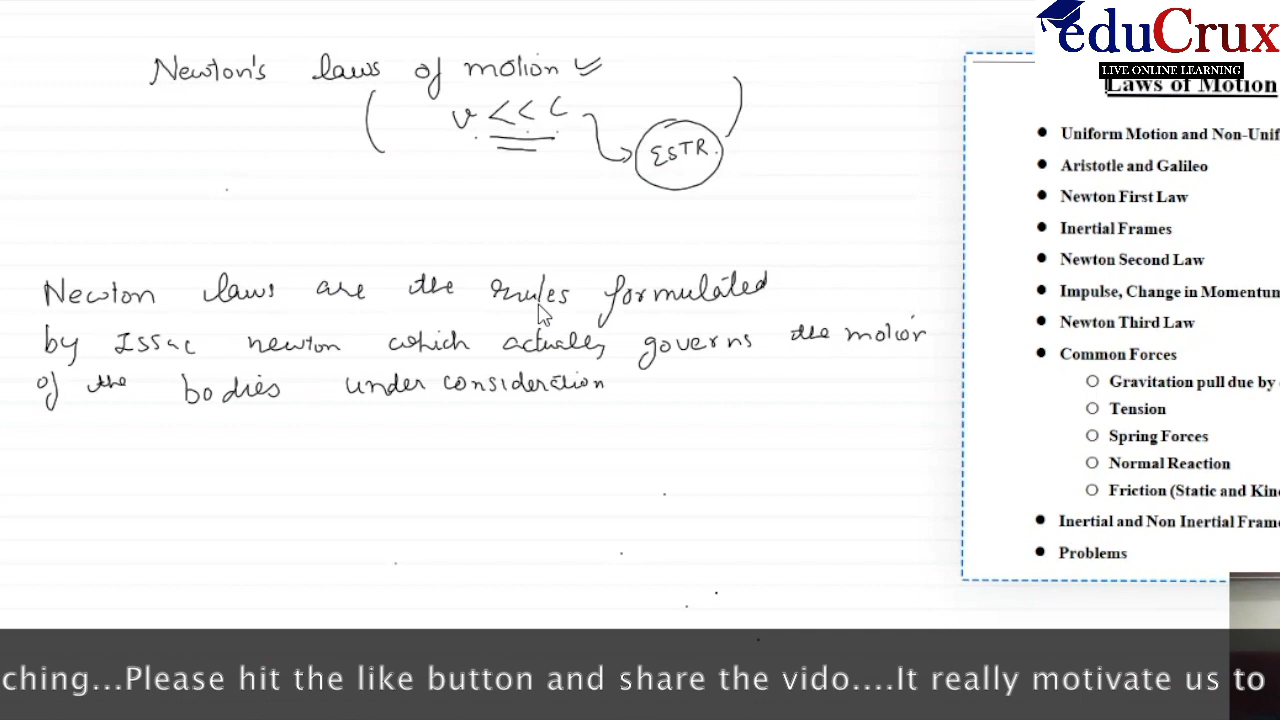 Newton's laws of motion
v << c
ESTR.
Newton laws are the rules formulated
by Issac newton which actually governs the motion
of the bodies under consideration
eduCrux
LIVE ONLINE LEARNING
Laws of Motion
● Uniform Motion and Non-Unif
● Aristotle and Galileo
● Newton First Law
● Inertial Frames
● Newton Second Law
● Impulse, Change in Momentum
● Newton Third Law
● Common Forces
○ Gravitation pull due by
○ Tension
○ Spring Forces
○ Normal Reaction
○ Friction (Static and Kine
● Inertial and Non Inertial Frame
● Problems
ching...Please hit the like button and share the vido....It really motivate us to